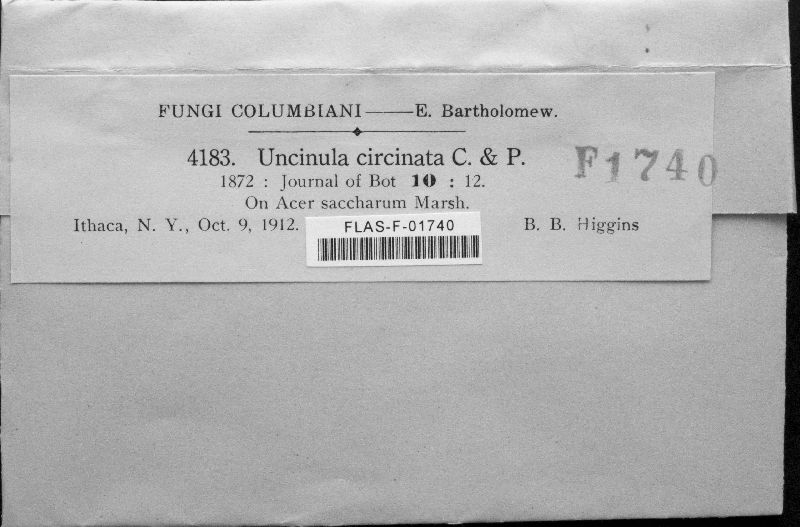 FUNGI COLUMBIANI——E. Bartholomew.
4183. Uncinula circinata C. & P.
F1740
1872 : Journal of Bot 10 : 12.
On Acer saccharum Marsh.
Ithaca, N. Y., Oct. 9, 1912.
B. B. Higgins
FLAS-F-01740